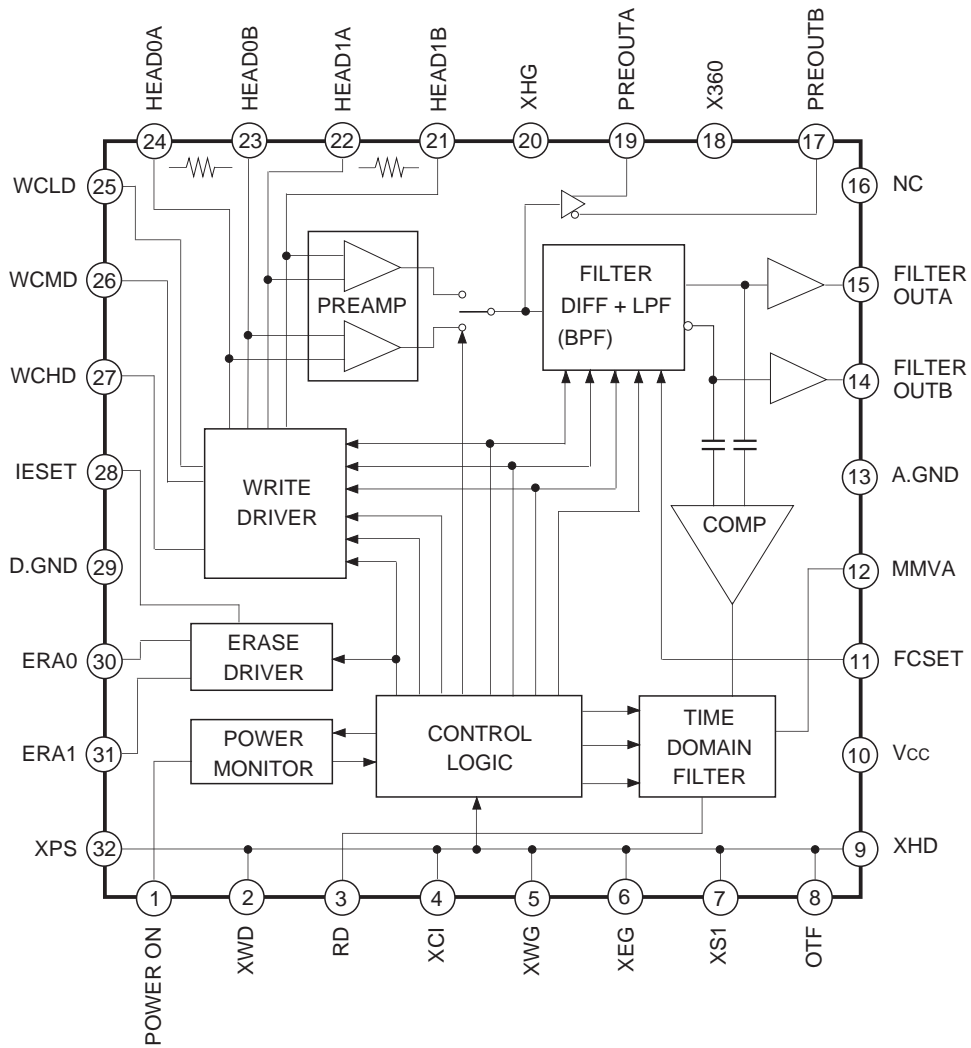 HEAD0A
HEAD0B
HEAD1A
HEAD1B
XHG
PREOUTA
X360
PREOUTB
24
23
22
21
20
19
18
17
WCLD
25
16
NC
WCMD
26
PREAMP
FILTER
DIFF + LPF
(BPF)
15
FILTER
OUTA
WCHD
27
14
FILTER
OUTB
IESET
28
WRITE
DRIVER
COMP
13
A.GND
D.GND
29
12
MMVA
ERA0
30
ERASE
DRIVER
11
FCSET
ERA1
31
POWER
MONITOR
CONTROL
LOGIC
TIME
DOMAIN
FILTER
10
VCC
XPS
32
9
XHD
1
2
3
4
5
6
7
8
POWER ON
XWD
RD
XCI
XWG
XEG
XS1
OTF